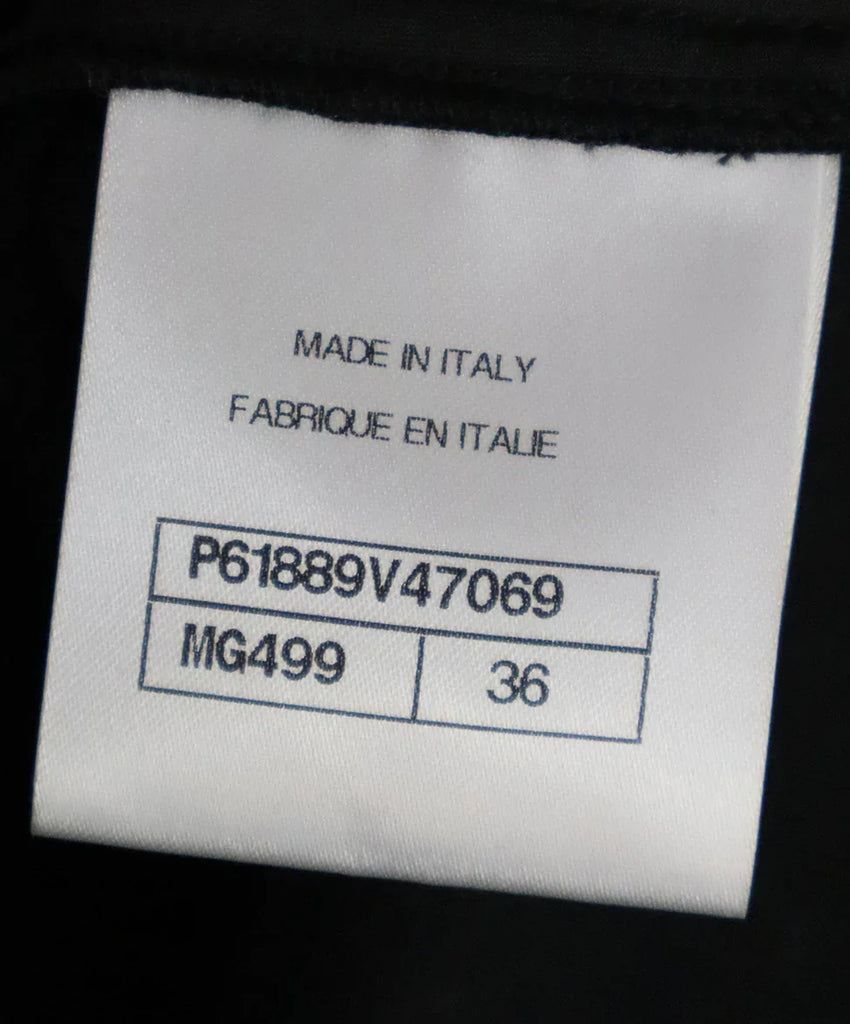 MADE IN ITALY
FABRIQUE EN ITALIE
P61889V47069
MG499 36